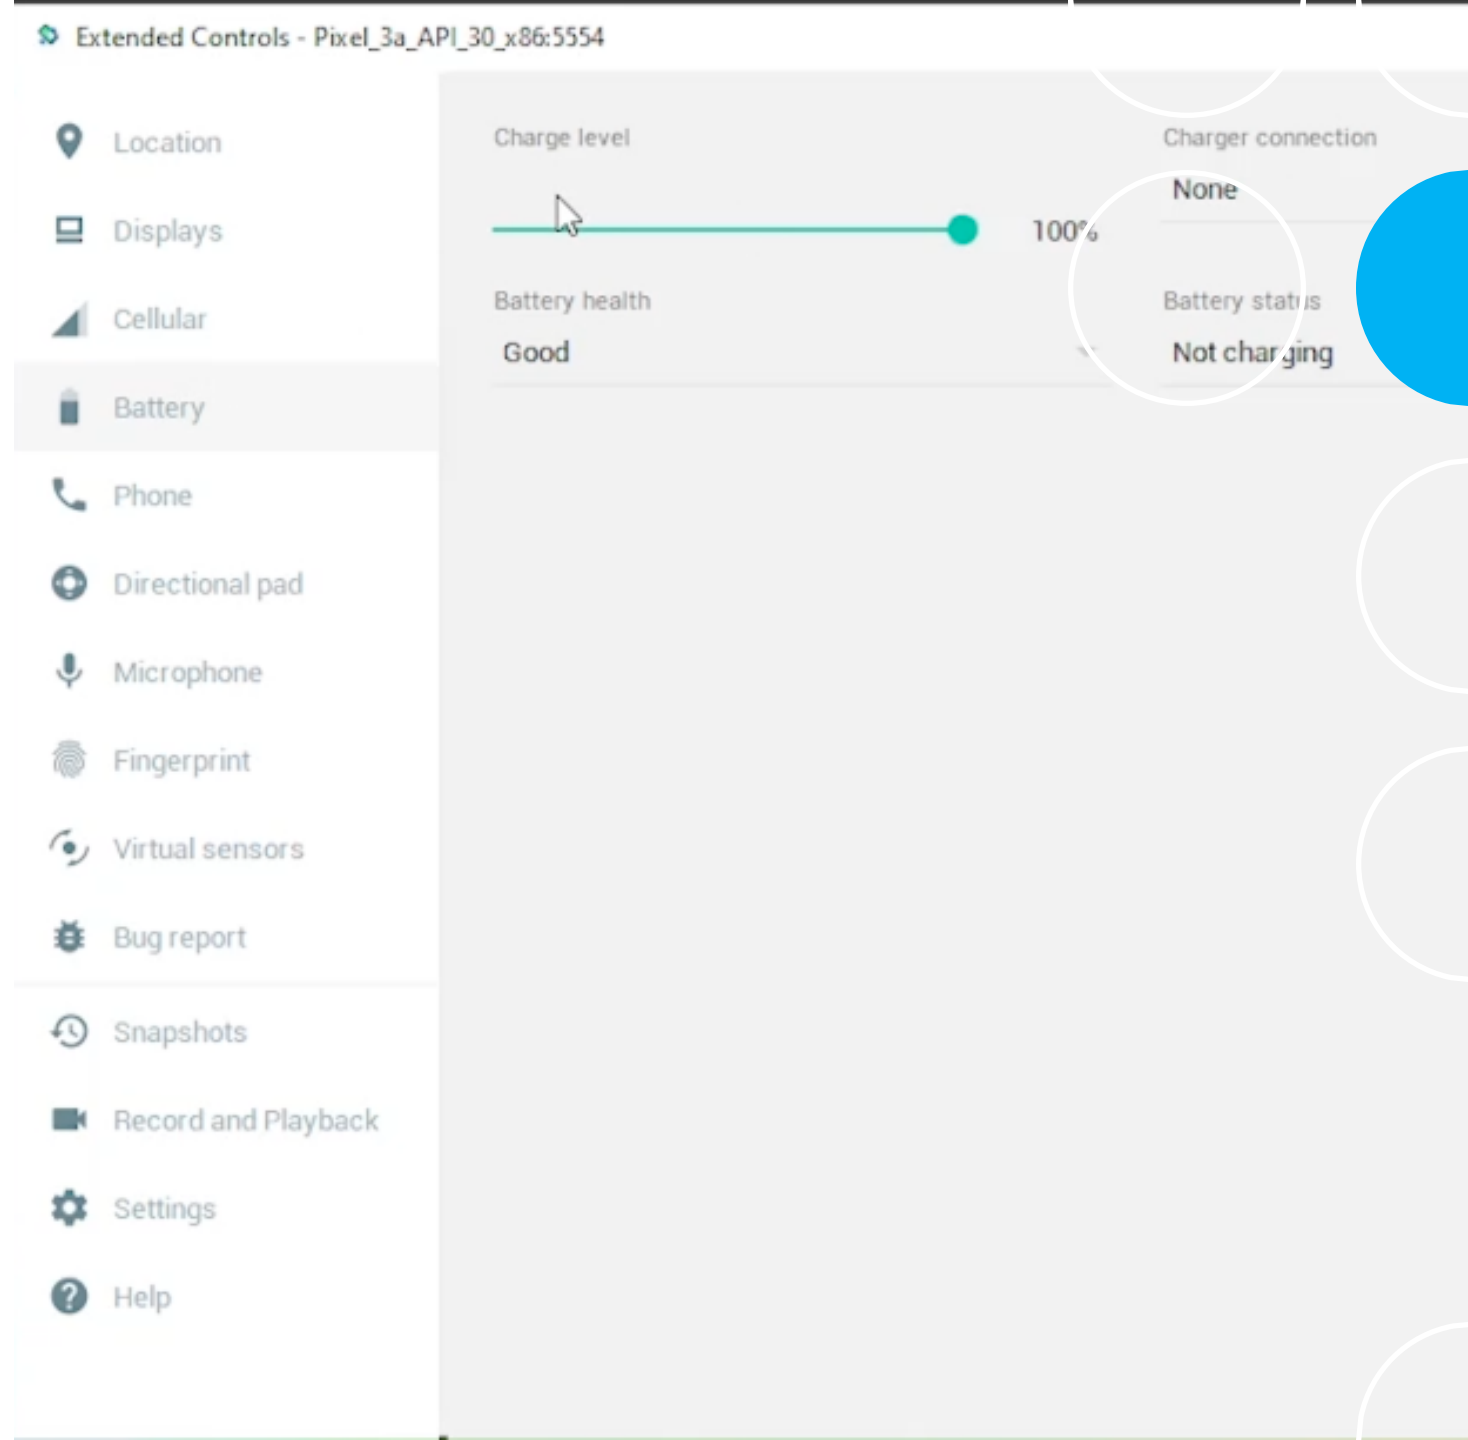 Extended Controls - Pixel_3a_API_30_x86:5554
Location
Displays
Cellular
Battery
Phone
Directional pad
Microphone
Fingerprint
Virtual sensors
Bug report
Snapshots
Record and Playback
Settings
Help
Charge level
100%
Battery health
Good
Charger connection
None
Battery status
Not charging